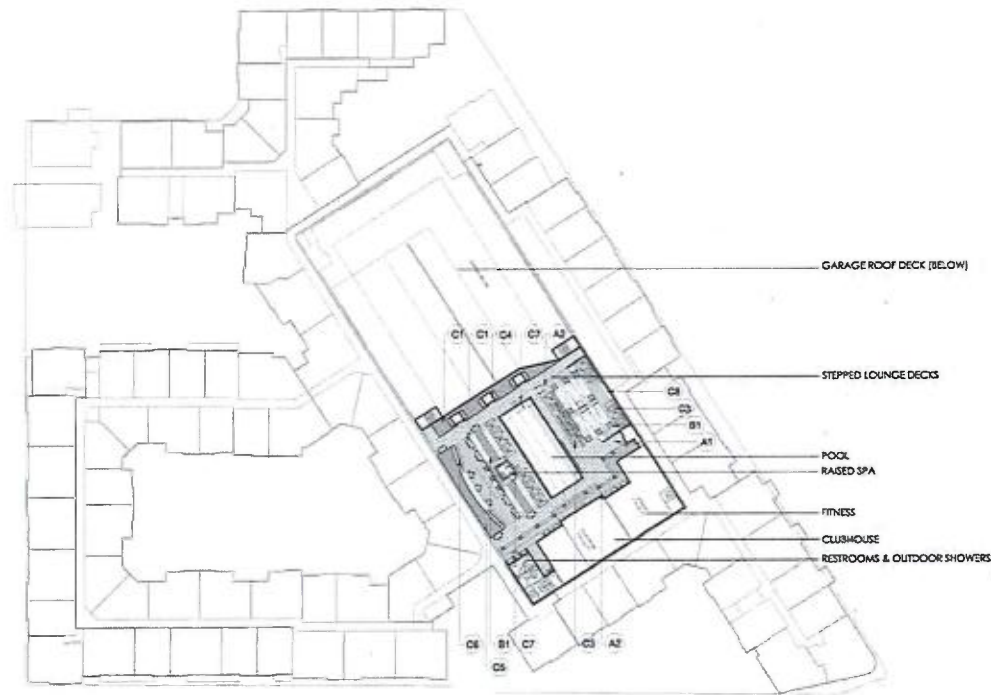 GARAGE ROOF DECK (BELOW)
C1 C1 C4 C7 A2
STEPPED LOUNGE DECKS
C8
C3
B1
A1
POOL
RAISED SPA
FITNESS
CLUBHOUSE
RESTROOMS & OUTDOOR SHOWERS
C6 B1 C7 C3 A2
C5